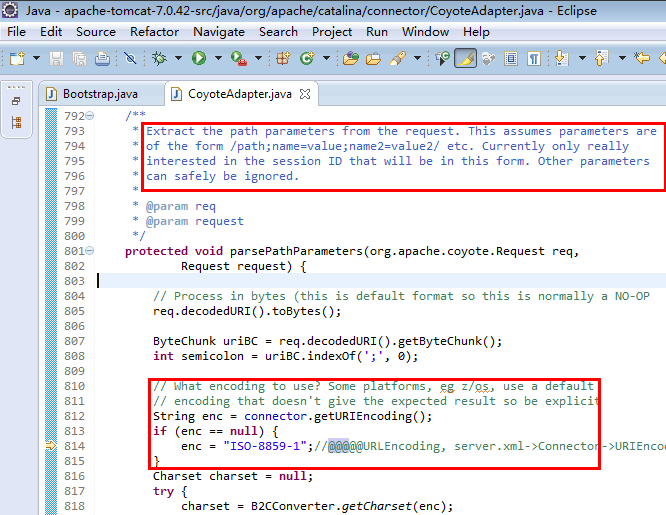 Java - apache-tomcat-7.0.42-src/java/org/apache/catalina/connector/CoyoteAdapter.java - Eclipse
File Edit Source Refactor Navigate Search Project Run Window Help
Bootstrap.java CoyoteAdapter.java
792 /**
793 * Extract the path parameters from the request. This assumes parameters are
794 * of the form /path;name=value;name2=value2/ etc. Currently only really
795 * interested in the session ID that will be in this form. Other parameters
796 * can safely be ignored.
797 *
798 * @param req
799 * @param request
800 */
801 protected void parsePathParameters(org.apache.coyote.Request req,
802 Request request) {
803
804 // Process in bytes (this is default format so this is normally a NO-OP
805 req.decodedURI().toBytes();
806
807 ByteChunk uriBC = req.decodedURI().getByteChunk();
808 int semicolon = uriBC.indexOf(';', 0);
809
810 // What encoding to use? Some platforms, eg z/os, use a default
811 // encoding that doesn't give the expected result so be explicit
812 String enc = connector.getURIEncoding();
813 if (enc == null) {
814 enc = "ISO-8859-1";//@@@@@URLEncoding, server.xml->Connector->URIEnco
815 }
816 Charset charset = null;
817 try {
818 charset = B2CConverter.getCharset(enc);